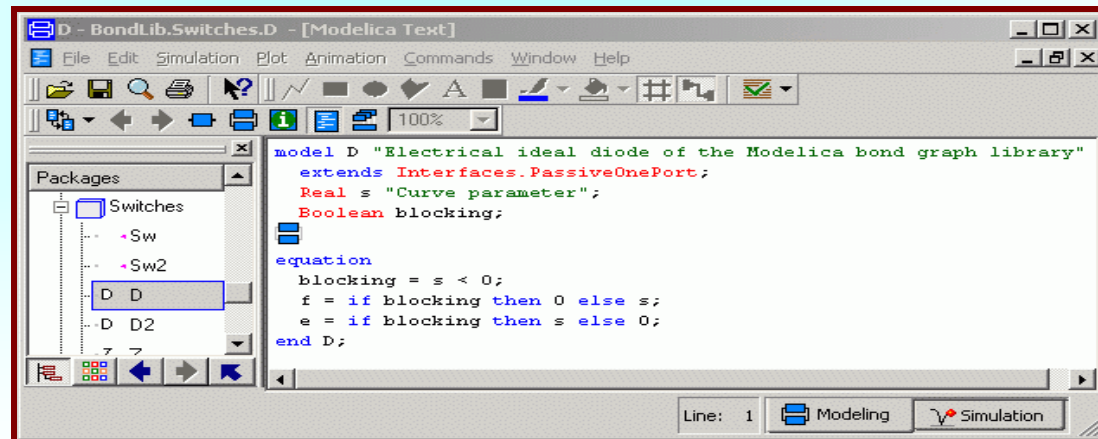 D - BondLib.Switches.D - [Modelica Text]
File Edit Simulation Plot Animation Commands Window Help
100%
Packages
Switches
Sw
Sw2
D D
D D2
Z Z
model D "Electrical ideal diode of the Modelica bond graph library"
extends Interfaces.PassiveOnePort;
Real s "Curve parameter";
Boolean blocking;
equation
blocking = s < 0;
f = if blocking then 0 else s;
e = if blocking then s else 0;
end D;
Line: 1 Modeling Simulation